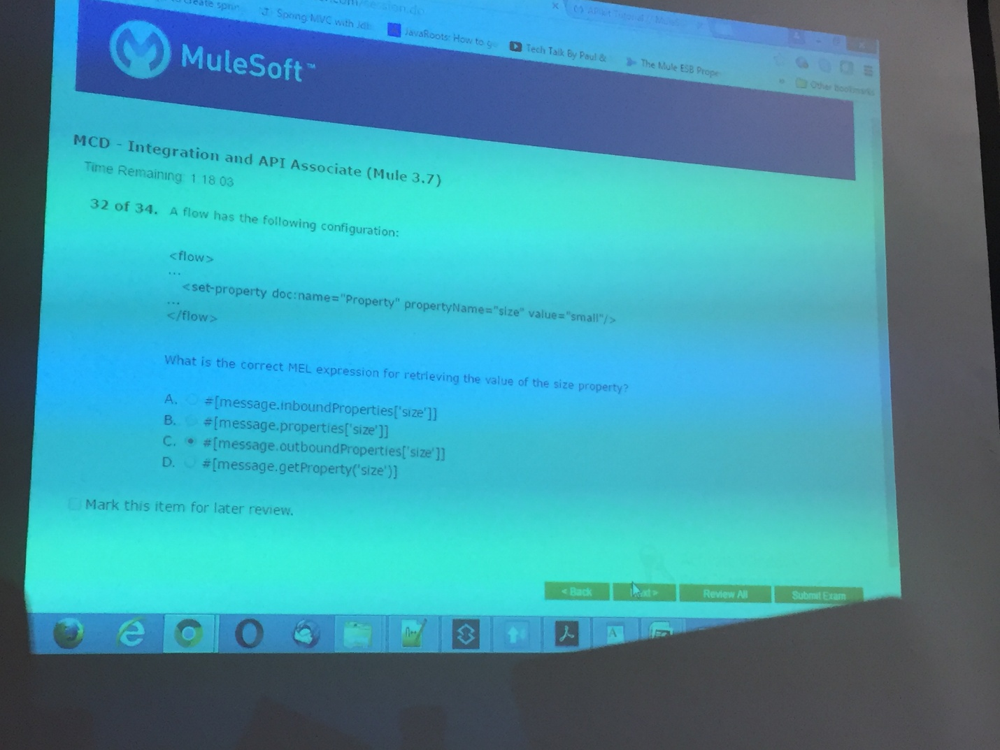 Spring MVC with Jd
JavaRoots: How to g
Tech Talk By Paul &
The Mule ESB Prope
Other bookmarks
MuleSoft™
MCD - Integration and API Associate (Mule 3.7)
Time Remaining: 1 18 03
32 of 34. A flow has the following configuration:
<flow>
...
<set-property doc:name="Property" propertyName="size" value="small"/>
...
</flow>
What is the correct MEL expression for retrieving the value of the size property?
A. #[message.inboundProperties['size']]
B. #[message.properties['size']]
C. #[message.outboundProperties['size']]
D. #[message.getProperty('size')]
Mark this item for later review.
< Back
Review All
Submit Exam